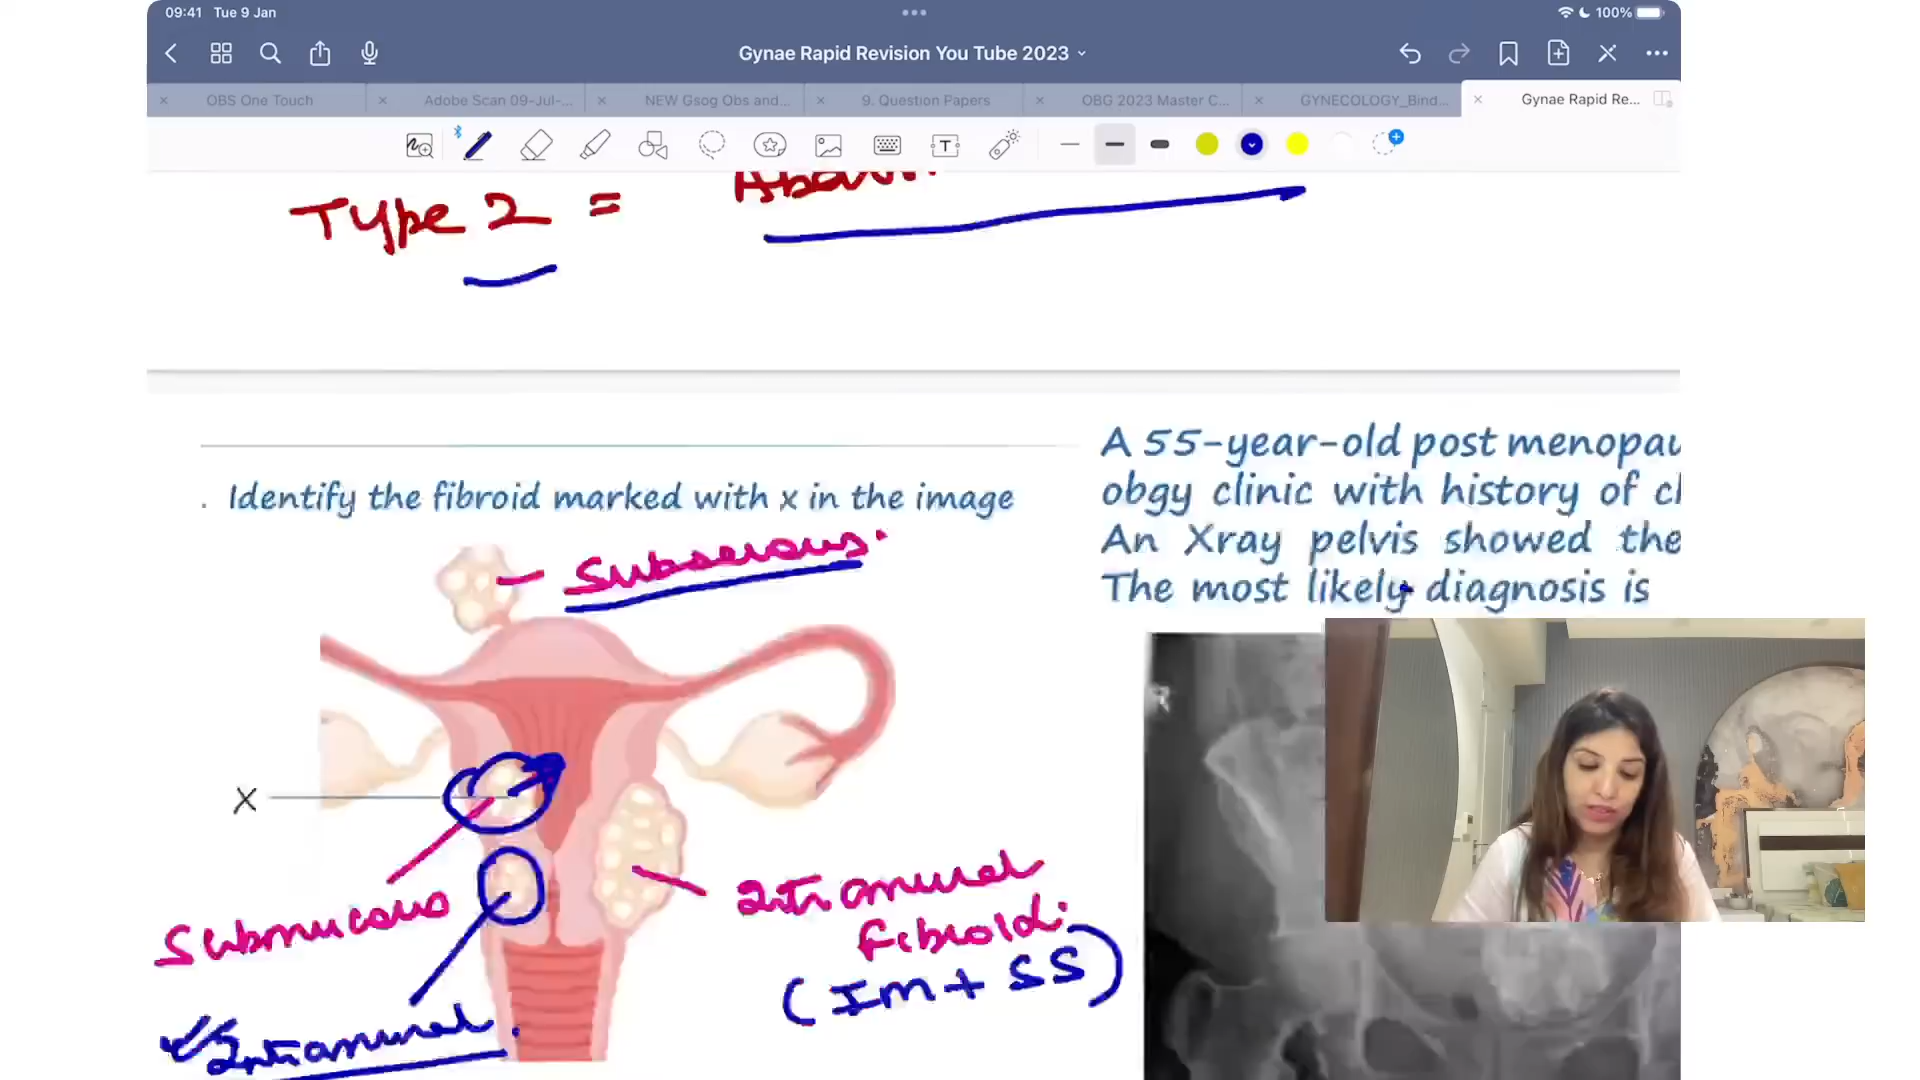 09:41 Tue 9 Jan
100%
Gynae Rapid Revision You Tube 2023
OBS One Touch
Adobe Scan 09-Jul-...
NEW Gsog Obs and...
9. Question Papers
OBG 2023 Master C...
GYNECOLOGY_Bind...
Gynae Rapid Re...
T
Type 2 =
. Identify the fibroid marked with x in the image
Subserous.
X
Submucous
Intramural.
Intramural
Fibroid.
(Im + SS)
A 55-year-old post menopau
obgy clinic with history of cl
An Xray pelvis showed the
The most likely diagnosis is